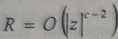 R = O(|z|^{c-2})